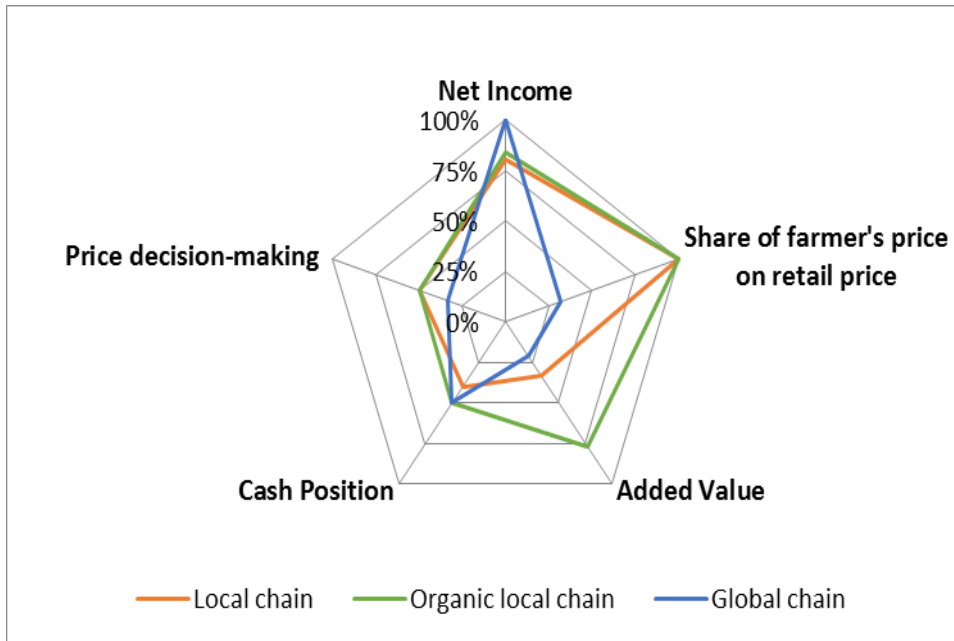 Net Income
100%
75%
50%
25%
0%
Share of farmer's price
on retail price
Price decision-making
Cash Position
Added Value
Local chain
Organic local chain
Global chain